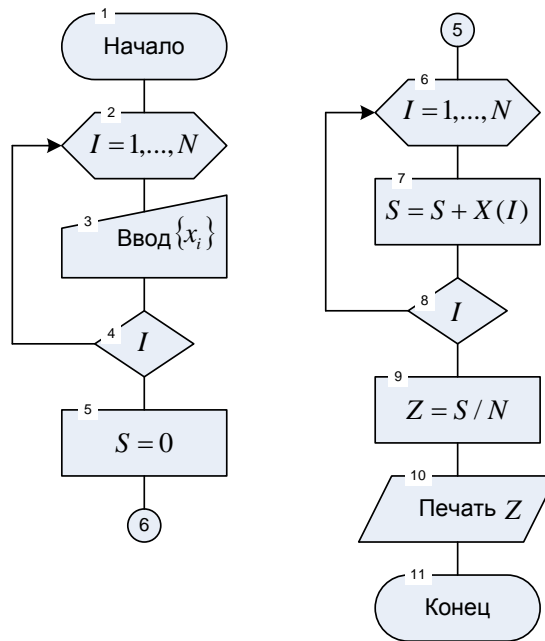 1
Начало
2
I = 1,..., N
3
Ввод {x_i}
4
I
5
S = 0
6
5
6
I = 1,..., N
7
S = S + X(I)
8
I
9
Z = S / N
10
Печать Z
11
Конец